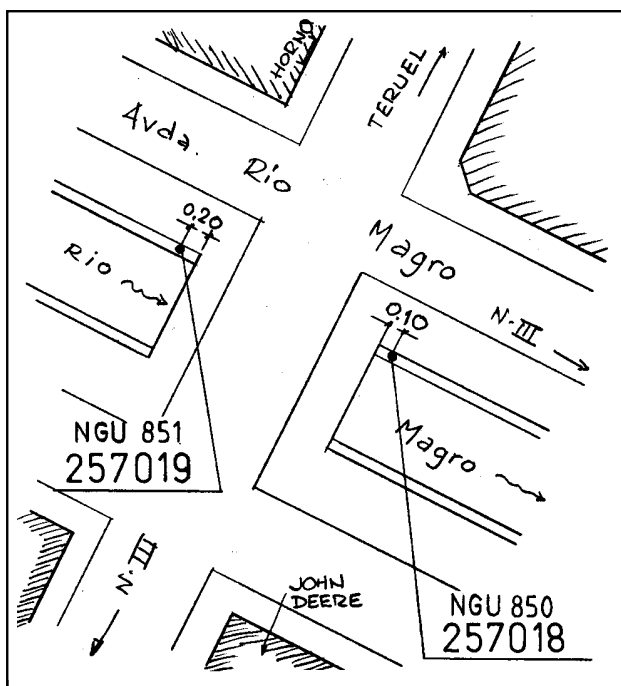 HORNO
TERUEL
Avda. Río Magro
0.20
Rio
N-III
0.10
NGU 851
257019
Magro
N-III
JOHN
DEERE
NGU 850
257018